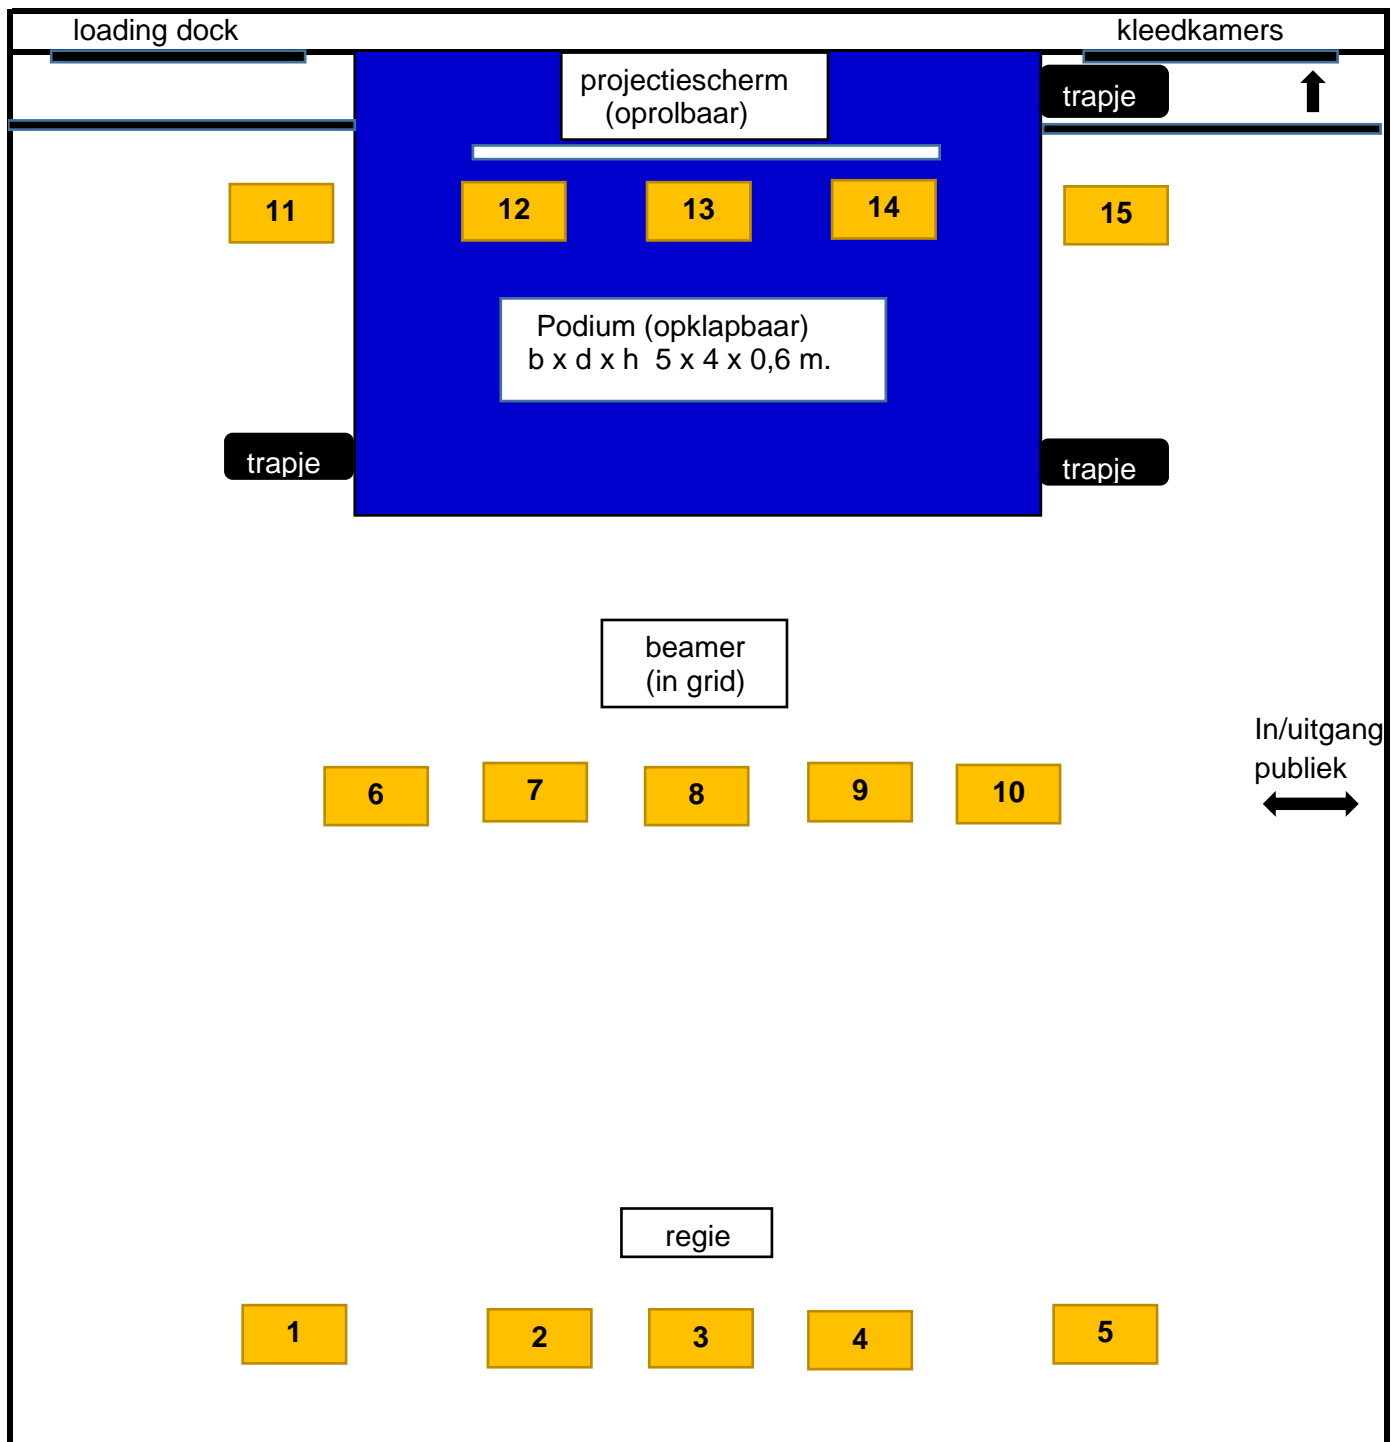 loading dock
kleedkamers
projectiescherm
(oprolbaar)
trapje
11
12
13
14
15
Podium (opklapbaar)
b x d x h  5 x 4 x 0,6 m.
trapje
trapje
beamer
(in grid)
In/uitgang
publiek
6
7
8
9
10
regie
1
2
3
4
5